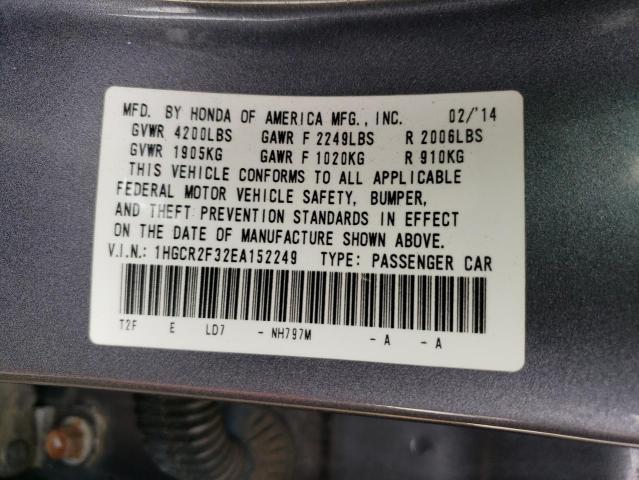 MFD. BY HONDA OF AMERICA MFG., INC. 02/'14
GVWR 4200LBS GAWR F 2249LBS R 2006LBS
GVWR 1905KG GAWR F 1020KG R 910KG
THIS VEHICLE CONFORMS TO ALL APPLICABLE
FEDERAL MOTOR VEHICLE SAFETY, BUMPER,
AND THEFT PREVENTION STANDARDS IN EFFECT
ON THE DATE OF MANUFACTURE SHOWN ABOVE.
V.I.N.: 1HGCR2F32EA152249 TYPE: PASSENGER CAR
T2F E LD7 - NH797M - A - A